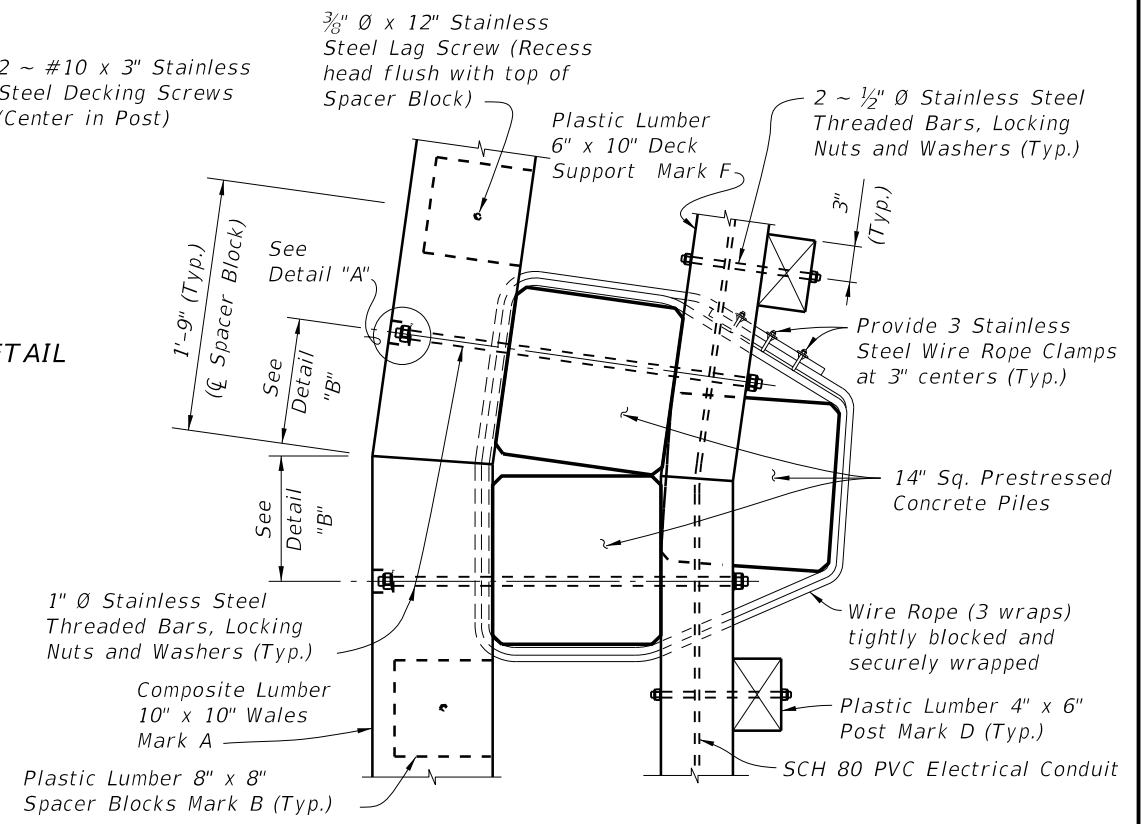 ⅜" Ø x 12" Stainless
Steel Lag Screw (Recess
head flush with top of
Spacer Block)
2 ~ #10 x 3" Stainless
Steel Decking Screws
(Center in Post)
Plastic Lumber
6" x 10" Deck
Support Mark F
2 ~ ½" Ø Stainless Steel
Threaded Bars, Locking
Nuts and Washers (Typ.)
3"
(Typ.)
1'-9" (Typ.)
(℄ Spacer Block)
See
Detail "A"
See
Detail
"B"
ETAIL
Provide 3 Stainless
Steel Wire Rope Clamps
at 3" centers (Typ.)
14" Sq. Prestressed
Concrete Piles
See
Detail
"B"
1" Ø Stainless Steel
Threaded Bars, Locking
Nuts and Washers (Typ.)
Wire Rope (3 wraps)
tightly blocked and
securely wrapped
Composite Lumber
10" x 10" Wales
Mark A
Plastic Lumber 4" x 6"
Post Mark D (Typ.)
SCH 80 PVC Electrical Conduit
Plastic Lumber 8" x 8"
Spacer Blocks Mark B (Typ.)